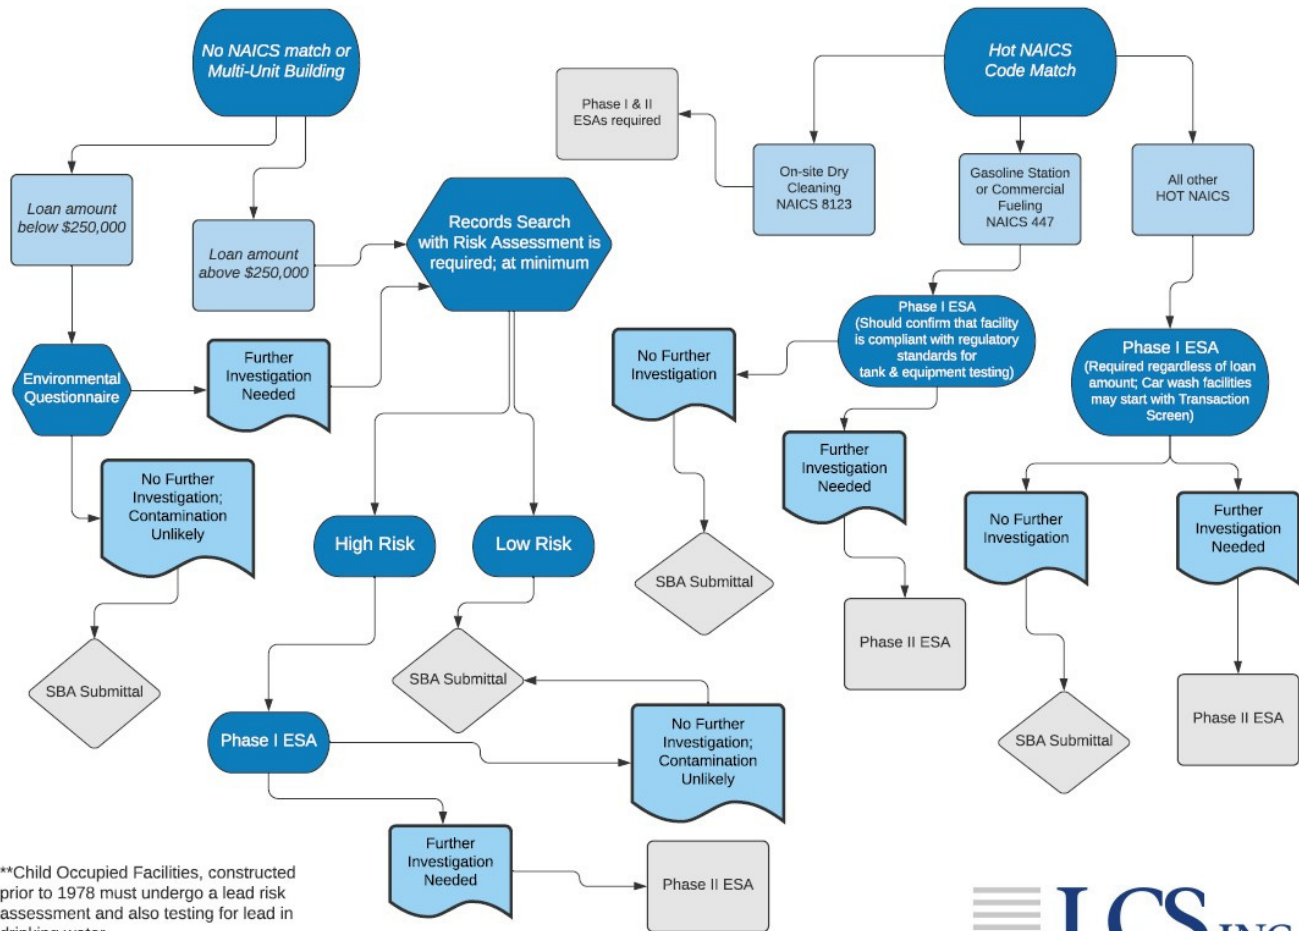 No NAICS match or
Multi-Unit Building
Loan amount
below $250,000
Loan amount
above $250,000
Records Search
with Risk Assessment is
required; at minimum
Environmental
Questionnaire
Further
Investigation
Needed
No Further
Investigation;
Contamination
Unlikely
SBA Submittal
High Risk
Low Risk
SBA Submittal
Phase I ESA
No Further
Investigation;
Contamination
Unlikely
Further
Investigation
Needed
Phase II ESA
Hot NAICS
Code Match
Phase I & II
ESAs required
On-site Dry
Cleaning
NAICS 8123
Gasoline Station
or Commercial
Fueling
NAICS 447
All other
HOT NAICS
Phase I ESA
(Should confirm that facility
is compliant with regulatory
standards for
tank & equipment testing)
No Further
Investigation
SBA Submittal
Further
Investigation
Needed
Phase II ESA
Phase I ESA
(Required regardless of loan
amount; Car wash facilities
may start with Transaction
Screen)
No Further
Investigation
SBA Submittal
Further
Investigation
Needed
Phase II ESA
**Child Occupied Facilities, constructed
prior to 1978 must undergo a lead risk
assessment and also testing for lead in
drinking water
LCS INC